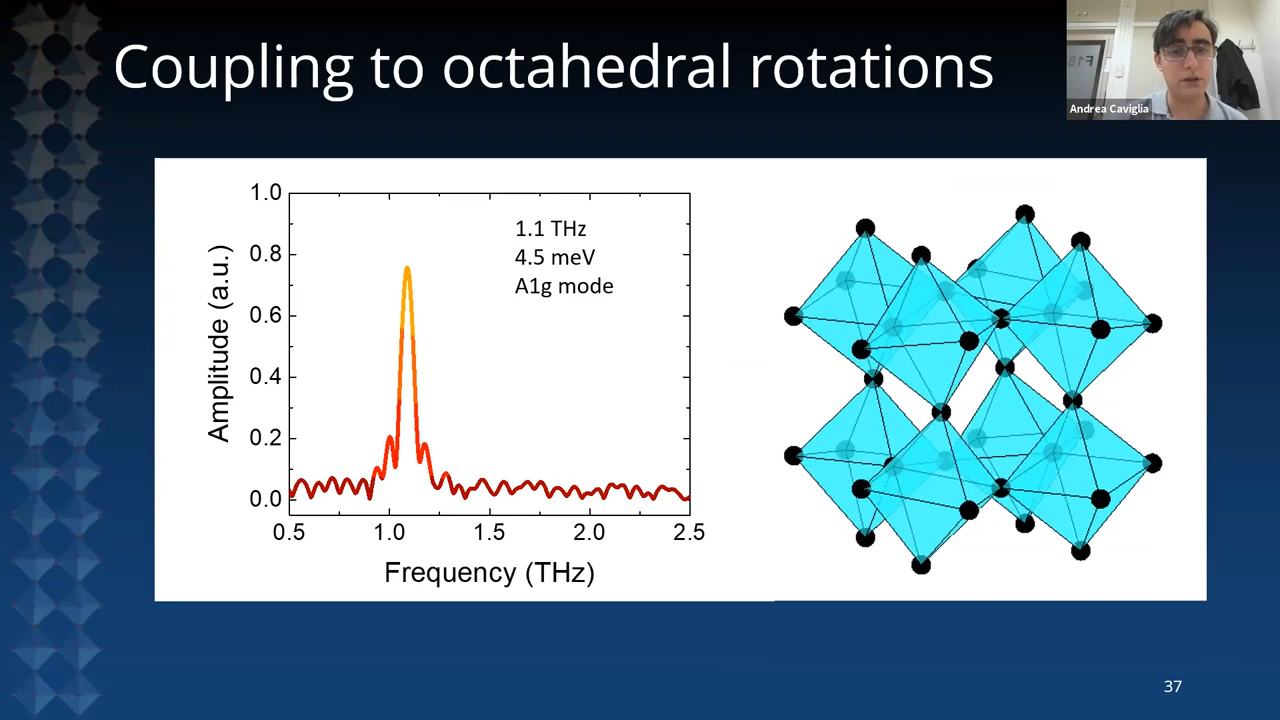 Coupling to octahedral rotations
Andrea Caviglia
1.0
0.8
0.6
0.4
0.2
0.0
Amplitude (a.u.)
1.1 THz
4.5 meV
A1g mode
0.5 1.0 1.5 2.0 2.5
Frequency (THz)
37